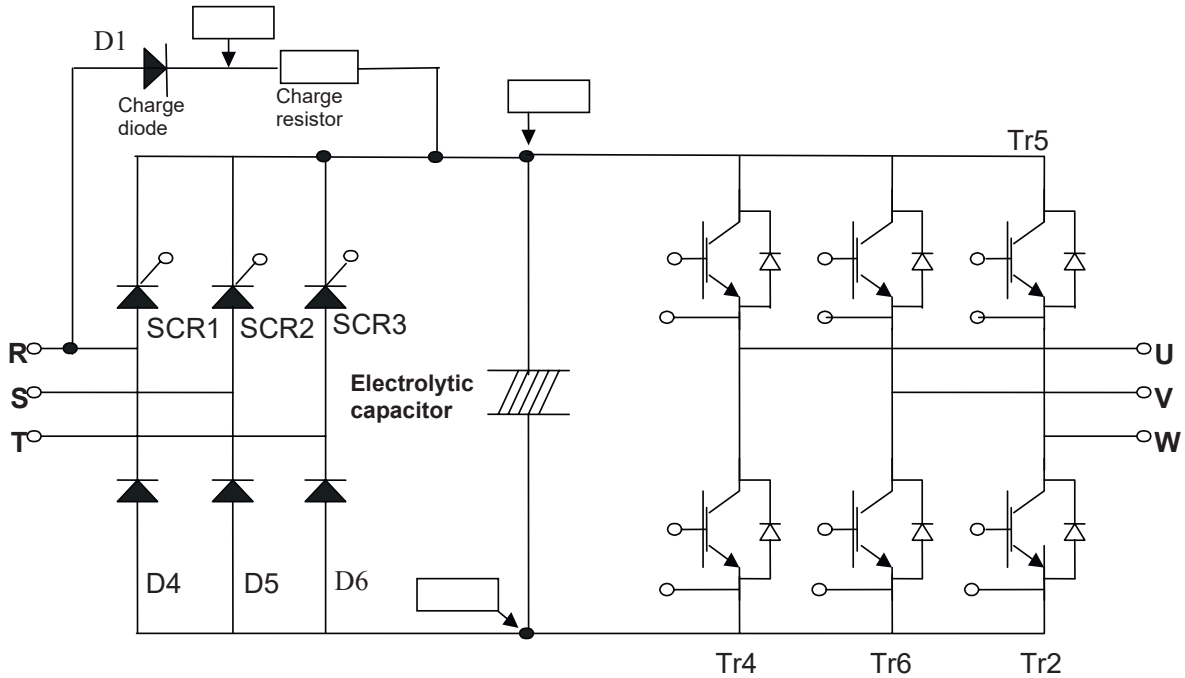 D1
Charge
diode
Charge
resistor
Tr5
SCR1
SCR2
SCR3
R
S
T
Electrolytic
capacitor
U
V
W
D4
D5
D6
Tr4
Tr6
Tr2